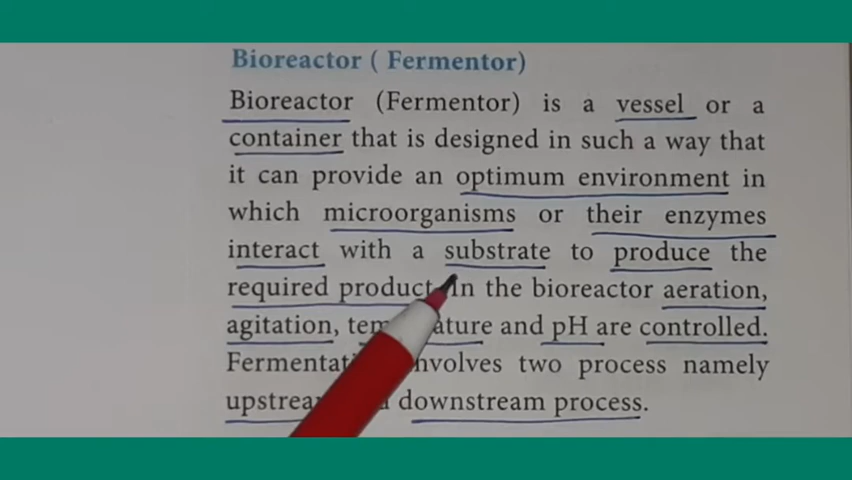 Bioreactor ( Fermentor)
Bioreactor (Fermentor) is a vessel or a
container that is designed in such a way that
it can provide an optimum environment in
which microorganisms or their enzymes
interact with a substrate to produce the
required product In the bioreactor aeration,
agitation, and pH are controlled.
involves two process namely
downstream process.